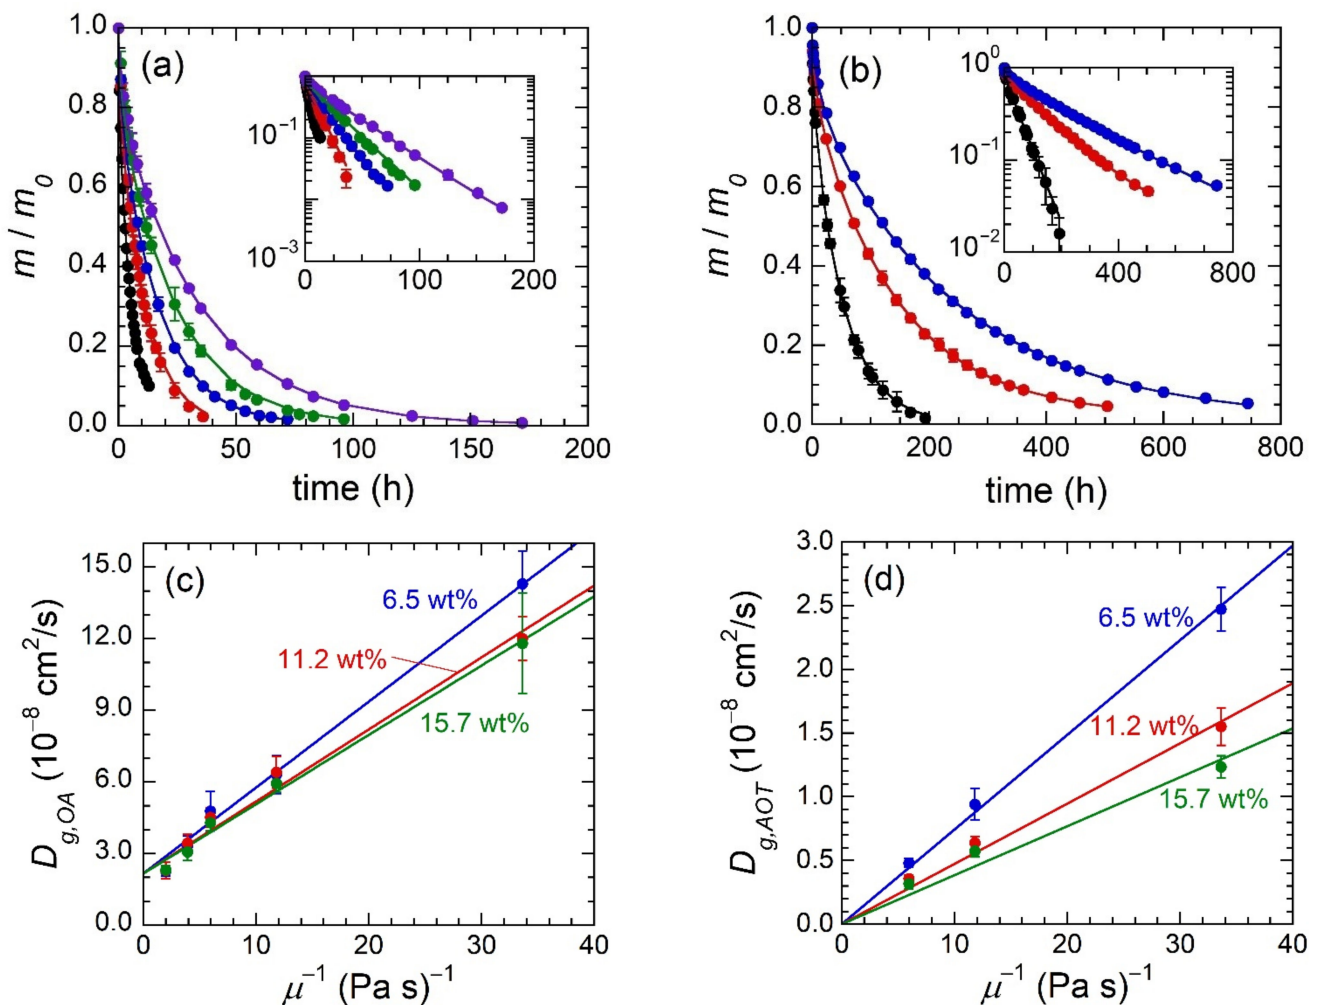 (a)
m / m0
1.0
0.8
0.6
0.4
0.2
0.0
0 50 100 150 200
time (h)
10⁻¹
10⁻³
0 100 200
(b)
m / m0
1.0
0.8
0.6
0.4
0.2
0.0
0 200 400 600 800
time (h)
10⁰
10⁻¹
10⁻²
0 400 800
(c)
Dg,OA (10⁻⁸ cm²/s)
15.0
12.0
9.0
6.0
3.0
0.0
6.5 wt%
11.2 wt%
15.7 wt%
0 10 20 30 40
μ⁻¹ (Pa s)⁻¹
(d)
Dg,AOT (10⁻⁸ cm²/s)
3.0
2.5
2.0
1.5
1.0
0.5
0.0
6.5 wt%
11.2 wt%
15.7 wt%
0 10 20 30 40
μ⁻¹ (Pa s)⁻¹